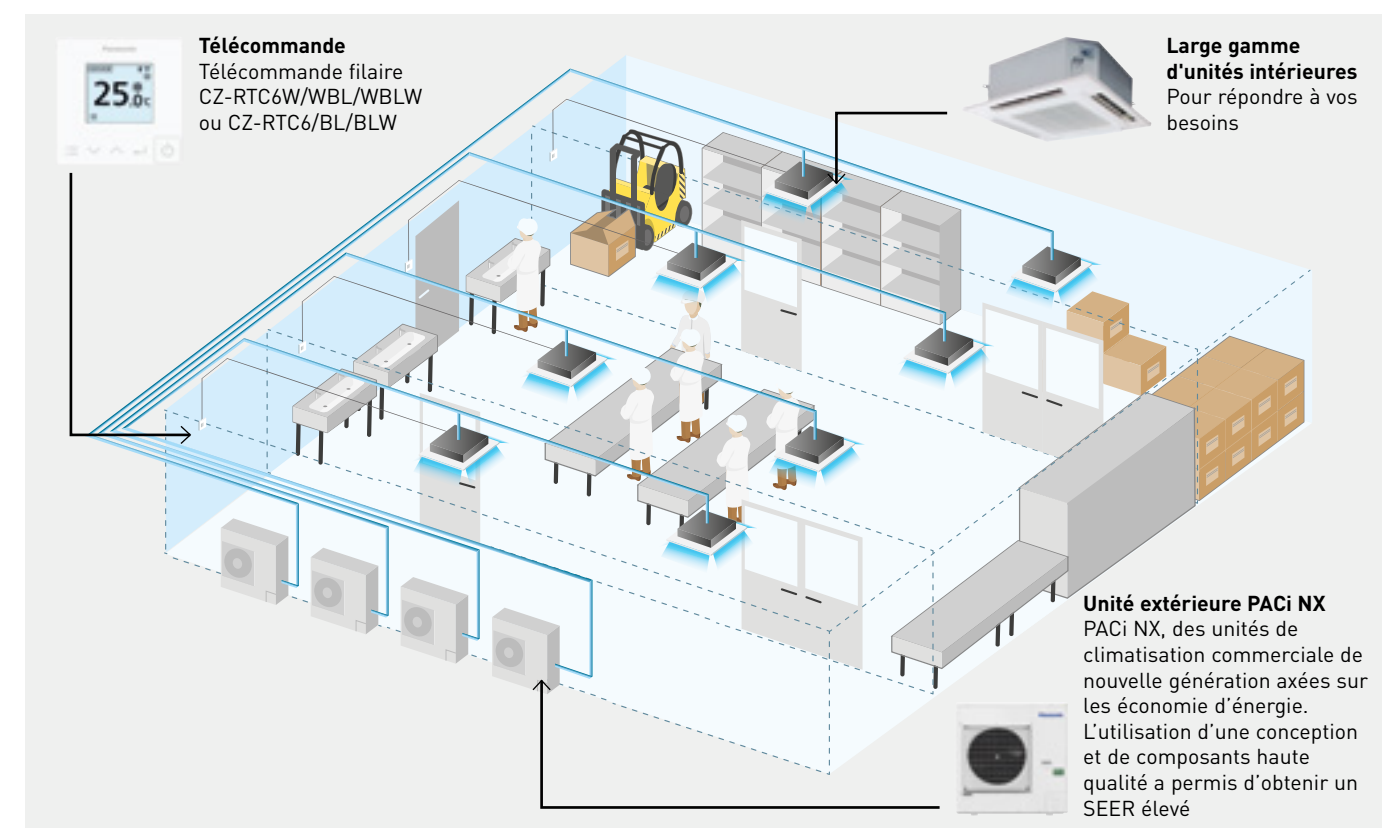 Panasonic
25.0c
Télécommande
Télécommande filaire
CZ-RTC6W/WBL/WBLW
ou CZ-RTC6/BL/BLW
Large gamme
d'unités intérieures
Pour répondre à vos
besoins
Unité extérieure PACi NX
PACi NX, des unités de
climatisation commerciale de
nouvelle génération axées sur
les économie d’énergie.
L’utilisation d’une conception
et de composants haute
qualité a permis d’obtenir un
SEER élevé
Panasonic